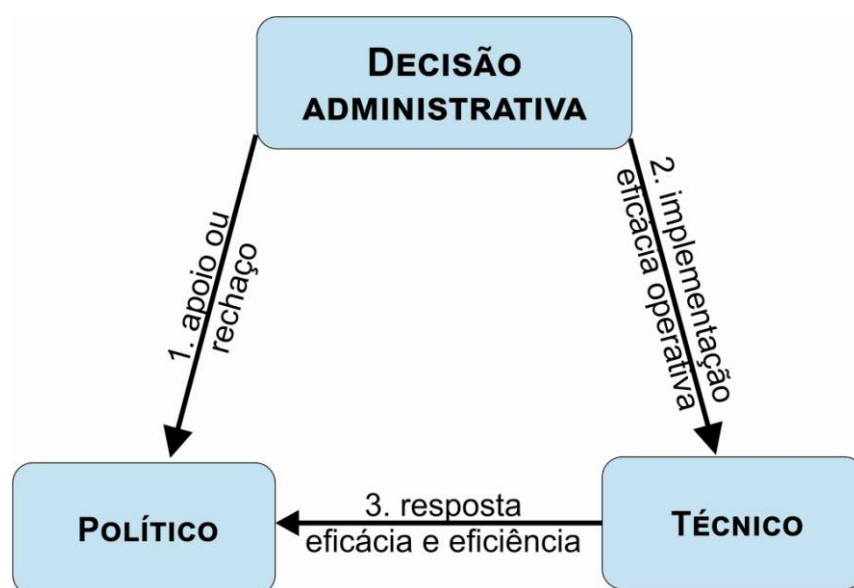 DECISÃO
ADMINISTRATIVA
1. apoio ou
rechaço
2. implementação
eficácia operativa
POLÍTICO
3. resposta
eficácia e eficiência
TÉCNICO